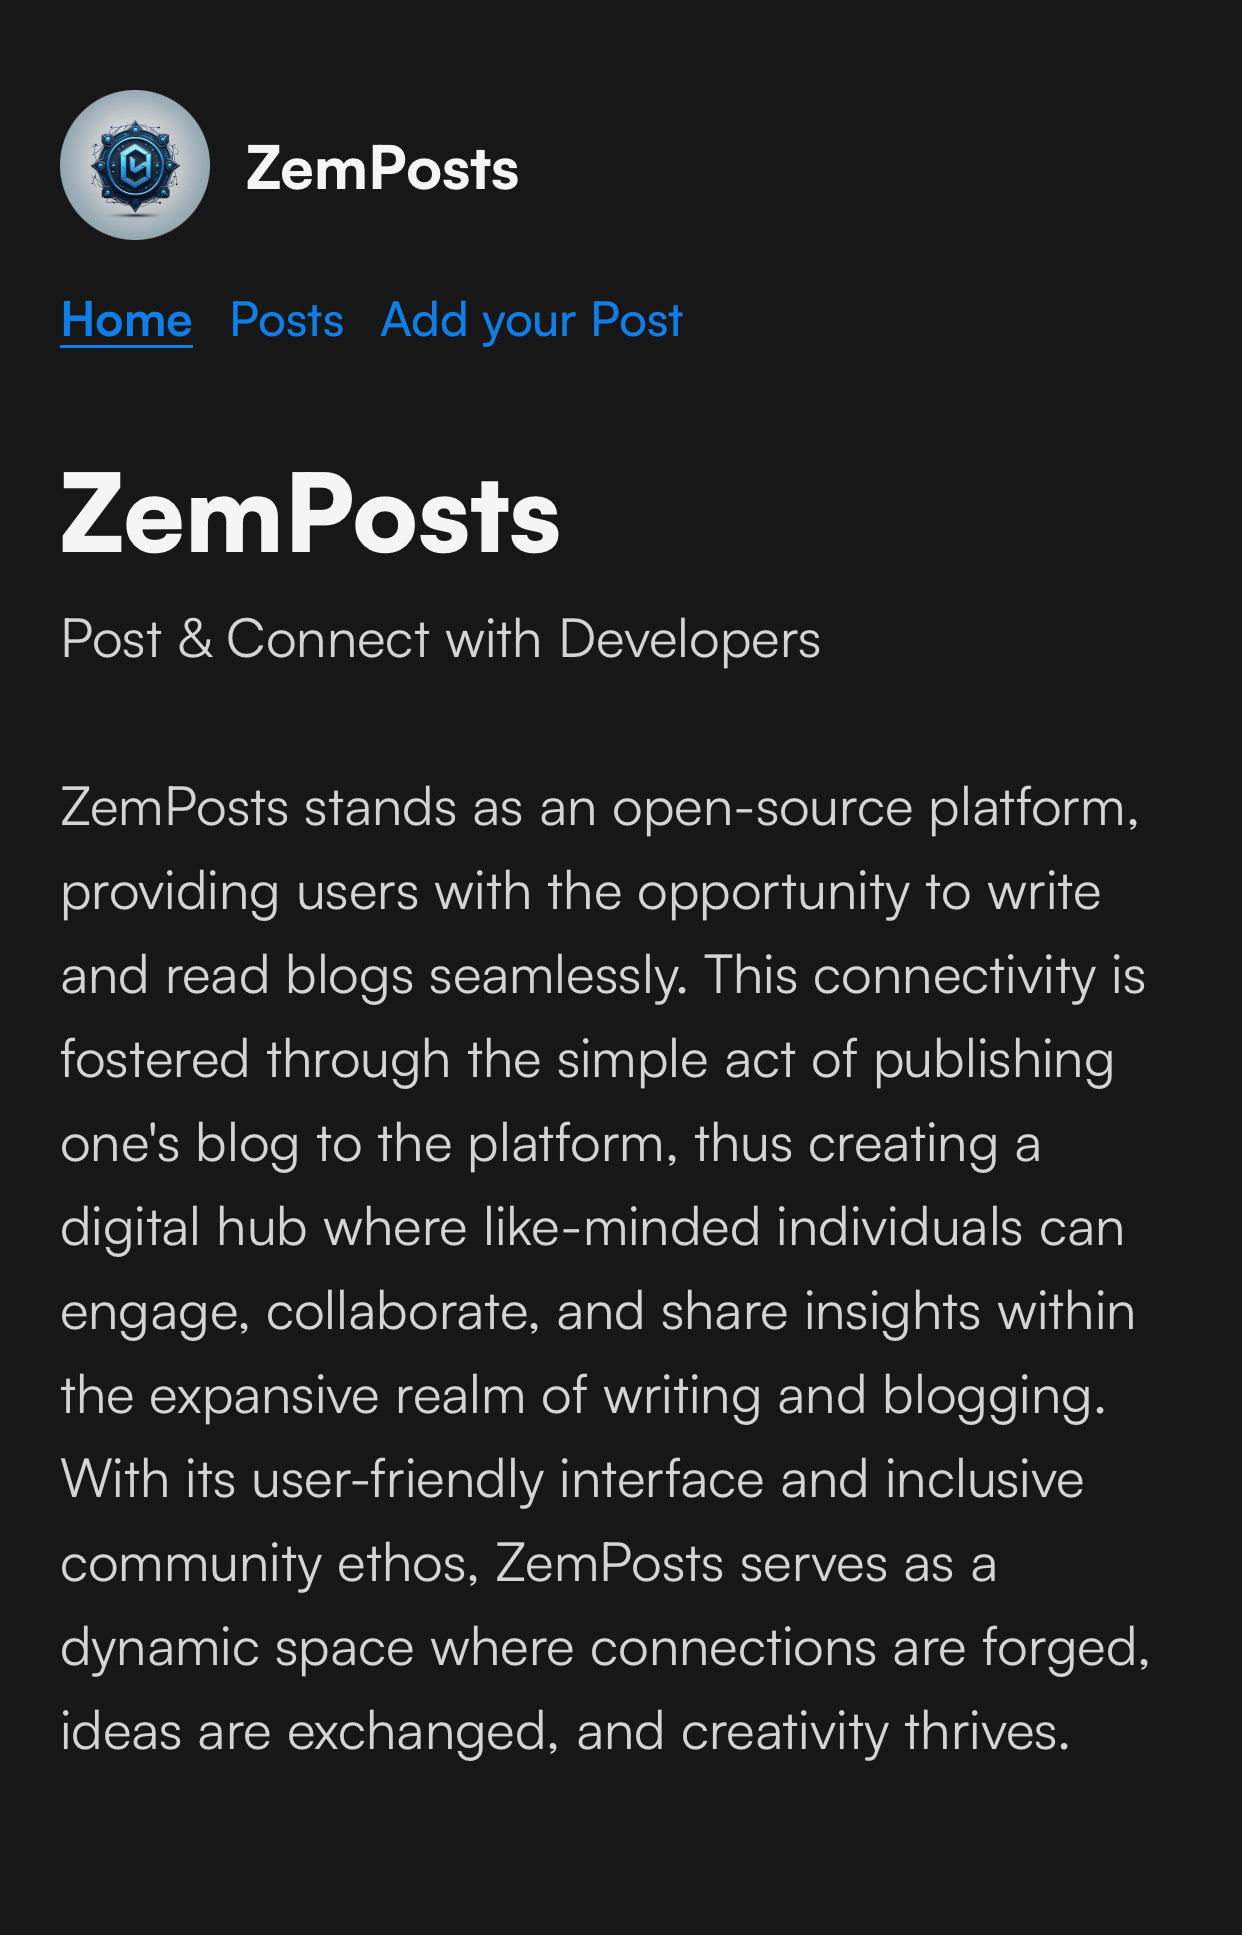 ZemPosts
Home Posts Add your Post
ZemPosts
Post & Connect with Developers
ZemPosts stands as an open-source platform,
providing users with the opportunity to write
and read blogs seamlessly. This connectivity is
fostered through the simple act of publishing
one's blog to the platform, thus creating a
digital hub where like-minded individuals can
engage, collaborate, and share insights within
the expansive realm of writing and blogging.
With its user-friendly interface and inclusive
community ethos, ZemPosts serves as a
dynamic space where connections are forged,
ideas are exchanged, and creativity thrives.